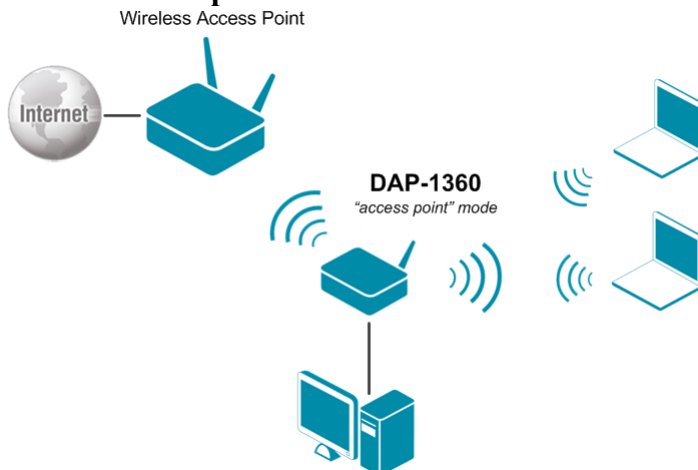 Wireless Access Point
Internet
DAP-1360
“access point” mode